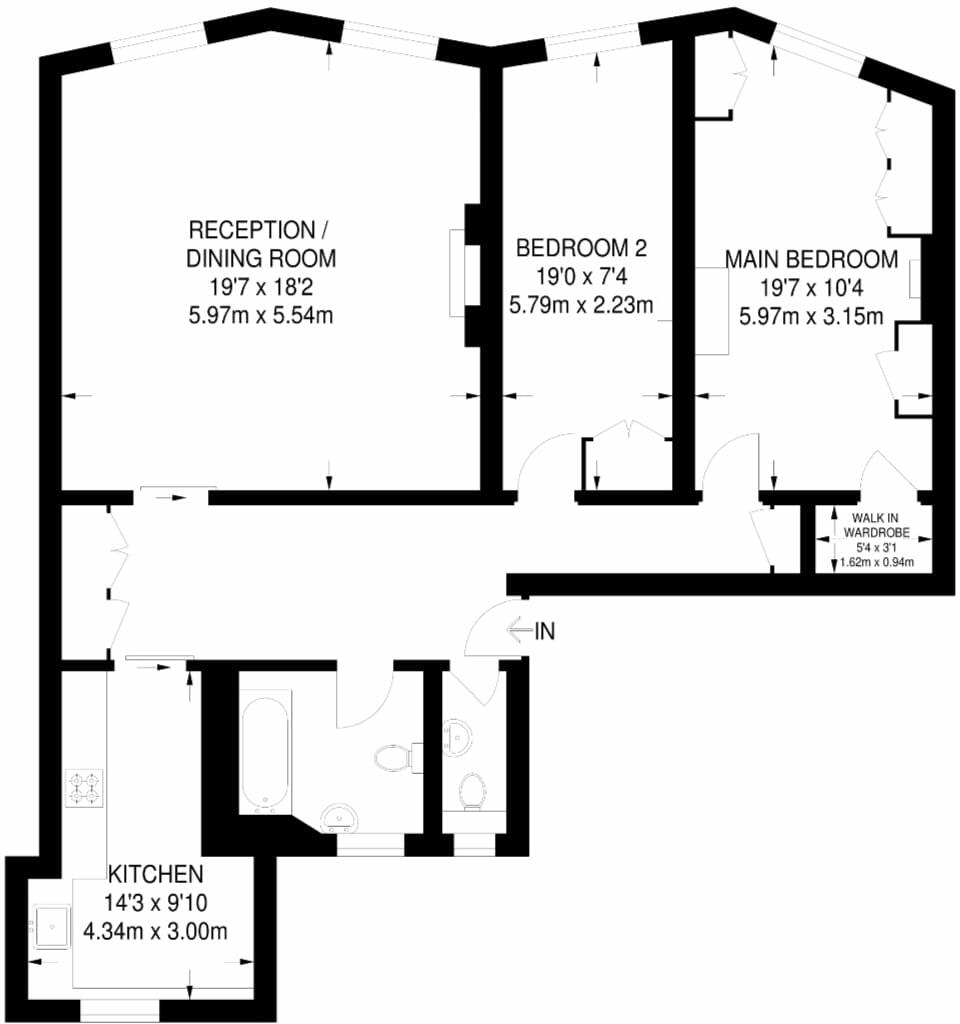 RECEPTION /
DINING ROOM
19'7 x 18'2
5.97m x 5.54m
BEDROOM 2
19'0 x 7'4
5.79m x 2.23m
MAIN BEDROOM
19'7 x 10'4
5.97m x 3.15m
WALK IN
WARDROBE
5'4 x 3'1
1.62m x 0.94m
IN
KITCHEN
14'3 x 9'10
4.34m x 3.00m